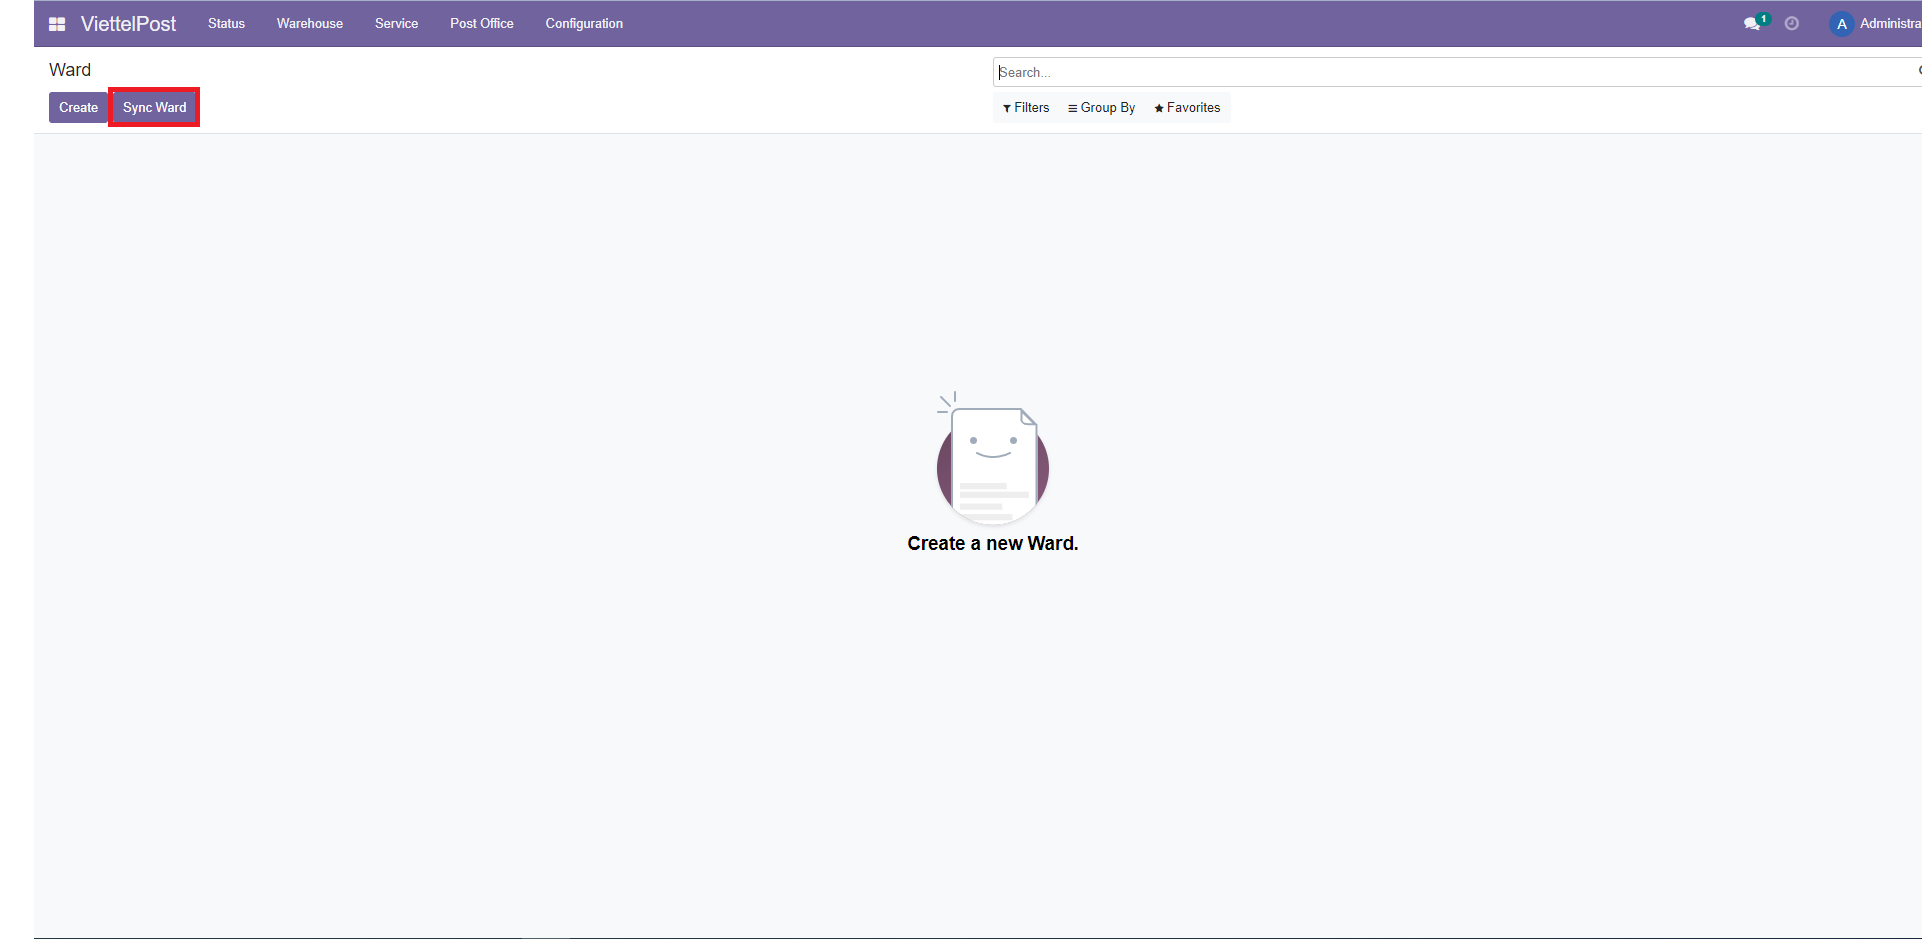 ViettelPost Status Warehouse Service Post Office Configuration 1 A Administra
Ward
Search...
Create Sync Ward Filters Group By Favorites
Create a new Ward.